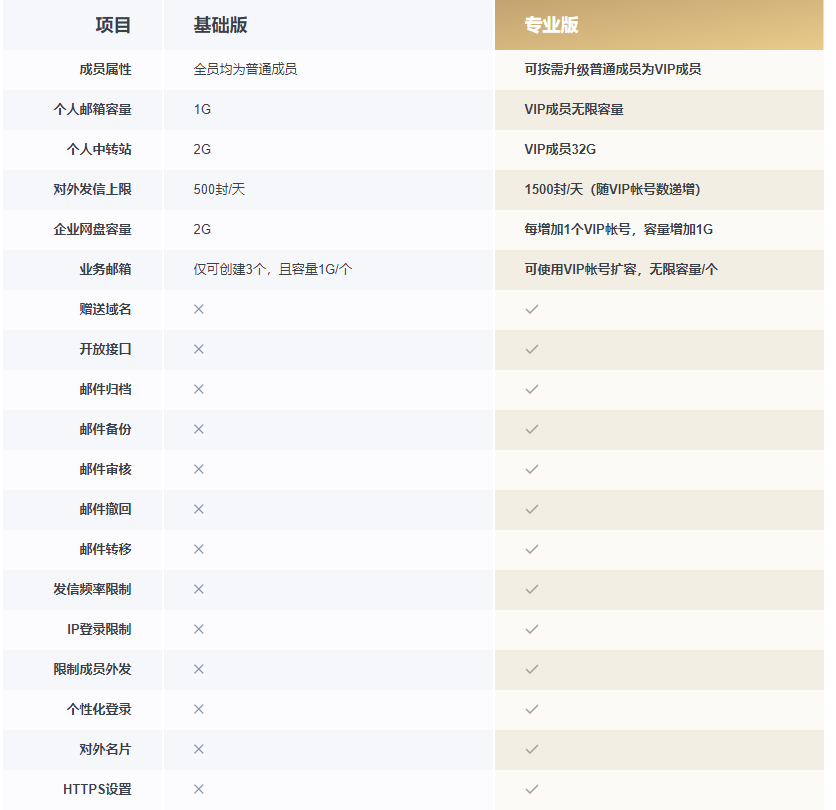 项目 基础版 专业版
成员属性 全员均为普通成员 可按需升级普通成员为VIP成员
个人邮箱容量 1G VIP成员无限容量
个人中转站 2G VIP成员32G
对外发信上限 500封/天 1500封/天（随VIP帐号数递增）
企业网盘容量 2G 每增加1个VIP帐号，容量增加1G
业务邮箱 仅可创建3个，且容量1G/个 可使用VIP帐号扩容，无限容量/个
赠送域名 × ✓
开放接口 × ✓
邮件归档 × ✓
邮件备份 × ✓
邮件审核 × ✓
邮件撤回 × ✓
邮件转移 × ✓
发信频率限制 × ✓
IP登录限制 × ✓
限制成员外发 × ✓
个性化登录 × ✓
对外名片 × ✓
HTTPS设置 × ✓